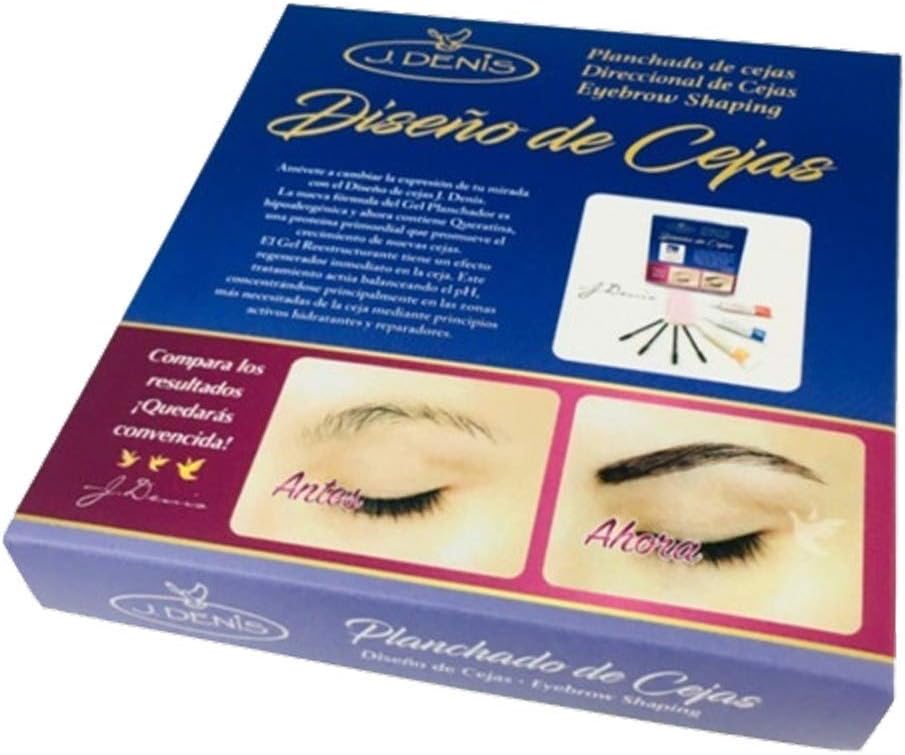 J. DENIS
Planchado de cejas
Direccional de Cejas
Eyebrow Shaping
Diseño de Cejas
Atrévete a cambiar la expresión de tu mirada
con el Diseño de cejas J. Denis.
La nueva fórmula del Gel Planchador es
hipoalergénica y ahora contiene Queratina,
una proteína primordial que promueve el
crecimiento de nuevas cejas.
El Gel Reestructurante tiene un efecto
regenerador inmediato en la ceja. Este
tratamiento actúa balanceando el pH,
concentrándose principalmente en las zonas
más necesitadas de la ceja mediante principios
activos hidratantes y reparadores.
Diseño de Cejas
J. Denis
Compara los
resultados
¡Quedarás
convencida!
J. Denis
Antes
Ahora
J. DENIS
Planchado de Cejas
Diseño de Cejas · Eyebrow Shaping